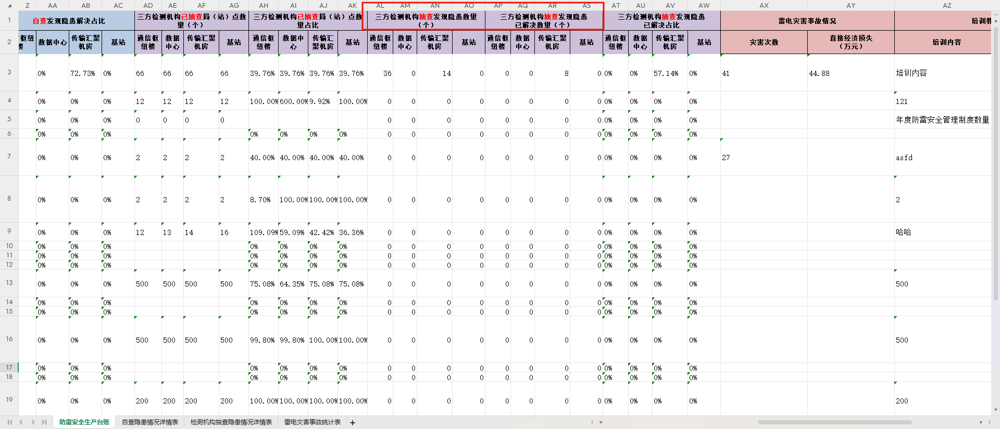 Z AA AB AC AD AE AF AG AH AI AJ AK AL AM AN AO AP AQ AR AS AT AU AV AW AX AY AZ
1
自查发现隐患解决占比
三方检测机构已抽查局（站）点数
量（个）
三方检测机构已抽查局（站）点数
量占比
三方检测机构抽查发现隐患数量
（个）
三方检测机构抽查发现隐患
已解决数量（个）
三方检测机构抽查发现隐患
已解决占比
雷电灾害事故情况
培训教
2
枢纽
楼
数据中心
传输汇聚
机房
基站
通信枢
纽楼
数据
中心
传输汇聚
机房
基站
通信枢
纽楼
数据中
心
传输汇
聚机房
基站
通信枢
纽楼
数据
中心
传输汇聚
机房
基站
通信枢
纽楼
数据
中心
传输汇聚
机房
基站
通信枢
纽楼
数据
中心
传输汇聚
机房
基站
灾害次数
直接经济损失
（万元）
培训内容
3 0% 72.73% 0% 66 66 66 66 39.76% 39.76% 39.76% 39.76% 36 0 14 0 0 0 8 0 0% 0% 57.14% 0% 41 44.88 培训内容
4 0% 0% 0% 12 12 12 12 100.00% 600.00% 9.92% 100.00% 0 0 0 0 0 0 0 0 0% 0% 0% 0% 121
5 0% 0% 0% 0 0 0 0 0 0 0 0 0 0 0 0 0% 0% 0% 0% 年度防雷安全管理制度数量
6 0% 0% 0% 0% 0% 0% 0% 0 0 0 0 0 0 0 0 0% 0% 0% 0%
7 0% 0% 0% 2 2 2 2 40.00% 40.00% 40.00% 40.00% 0 0 0 0 0 0 0 0 0% 0% 0% 0% 27 asfd
8 0% 0% 0% 2 2 2 2 8.70% 100.00% 100.00% 100.00% 0 0 0 0 0 0 0 0 0% 0% 0% 0% 2
9 0% 0% 0% 12 13 14 16 109.09% 59.09% 42.42% 36.36% 0 0 0 0 0 0 0 0 0% 0% 0% 0% 哈哈
10 0% 0% 0% 0% 0% 0% 0% 0 0 0 0 0 0 0 0 0% 0% 0% 0%
11 0% 0% 0% 0% 0% 0% 0% 0 0 0 0 0 0 0 0 0% 0% 0% 0%
12 0% 0% 0% 0% 0% 0% 0% 0 0 0 0 0 0 0 0 0% 0% 0% 0%
13 0% 0% 0% 500 500 500 500 75.08% 64.35% 75.08% 75.08% 0 0 0 0 0 0 0 0 0% 0% 0% 0% 500
14 0% 0% 0% 0% 0% 0% 0% 0 0 0 0 0 0 0 0 0% 0% 0% 0%
15 0% 0% 0% 0% 0% 0% 0% 0 0 0 0 0 0 0 0 0% 0% 0% 0%
16 0% 0% 0% 500 500 500 500 99.80% 99.80% 100.00% 100.00% 0 0 0 0 0 0 0 0 0% 0% 0% 0% 500
17 0% 0% 0% 0% 0% 0% 0% 0 0 0 0 0 0 0 0 0% 0% 0% 0%
18 0% 0% 0% 0% 0% 0% 0% 0 0 0 0 0 0 0 0 0% 0% 0% 0%
19 0% 0% 0% 200 200 200 200 100.00% 100.00% 100.00% 100.00% 0 0 0 0 0 0 0 0 0% 0% 0% 0% 200
防雷安全生产台账 自查隐患情况详情表 检测机构抽查隐患情况详情表 雷电灾害事故统计表 +